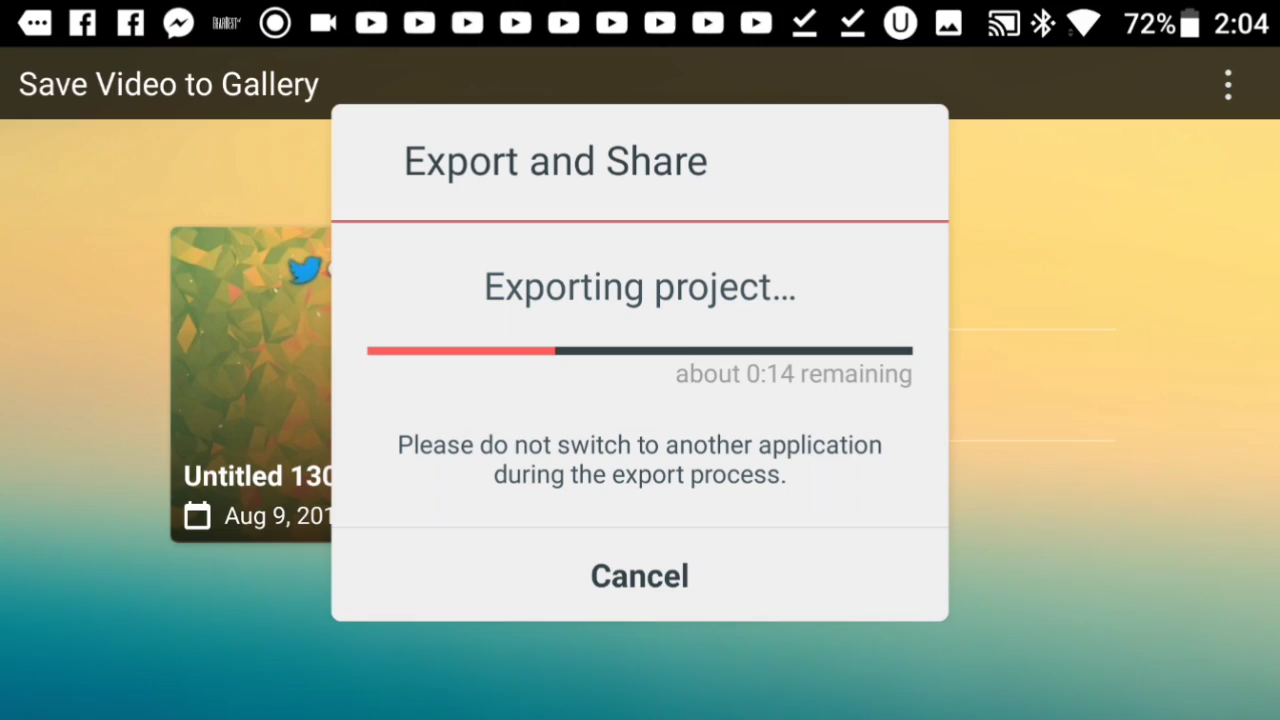 72% 2:04
Save Video to Gallery
Export and Share
Exporting project...
about 0:14 remaining
Please do not switch to another application
during the export process.
Untitled 130
Aug 9, 201
Cancel